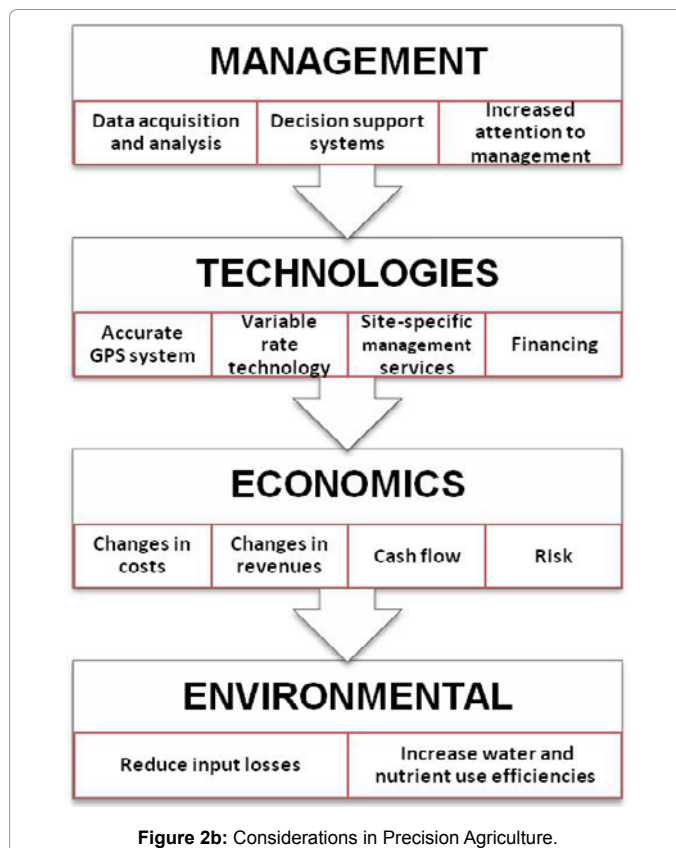 MANAGEMENT
Data acquisition
and analysis
Decision support
systems
Increased
attention to
management
TECHNOLOGIES
Accurate
GPS system
Variable
rate
technology
Site-specific
management
services
Financing
ECONOMICS
Changes in
costs
Changes in
revenues
Cash flow
Risk
ENVIRONMENTAL
Reduce input losses
Increase water and
nutrient use efficiencies
Figure 2b: Considerations in Precision Agriculture.